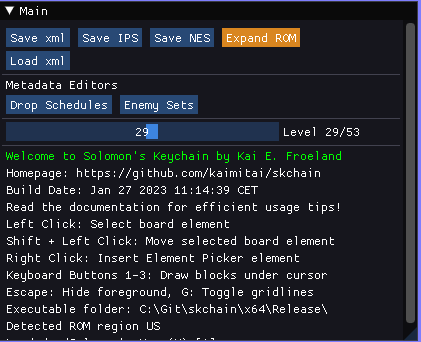 Main
Save xml Save IPS Save NES Expand ROM
Load xml
Metadata Editors
Drop Schedules Enemy Sets
29 Level 29/53
Welcome to Solomon's Keychain by Kai E. Froeland
Homepage: https://github.com/kaimitai/skchain
Build Date: Jan 27 2023 11:14:39 CET
Read the documentation for efficient usage tips!
Left Click: Select board element
Shift + Left Click: Move selected board element
Right Click: Insert Element Picker element
Keyboard Buttons 1-3: Draw blocks under cursor
Escape: Hide foreground, G: Toggle gridlines
Executable folder: C:\Git\skchain\x64\Release\
Detected ROM region US